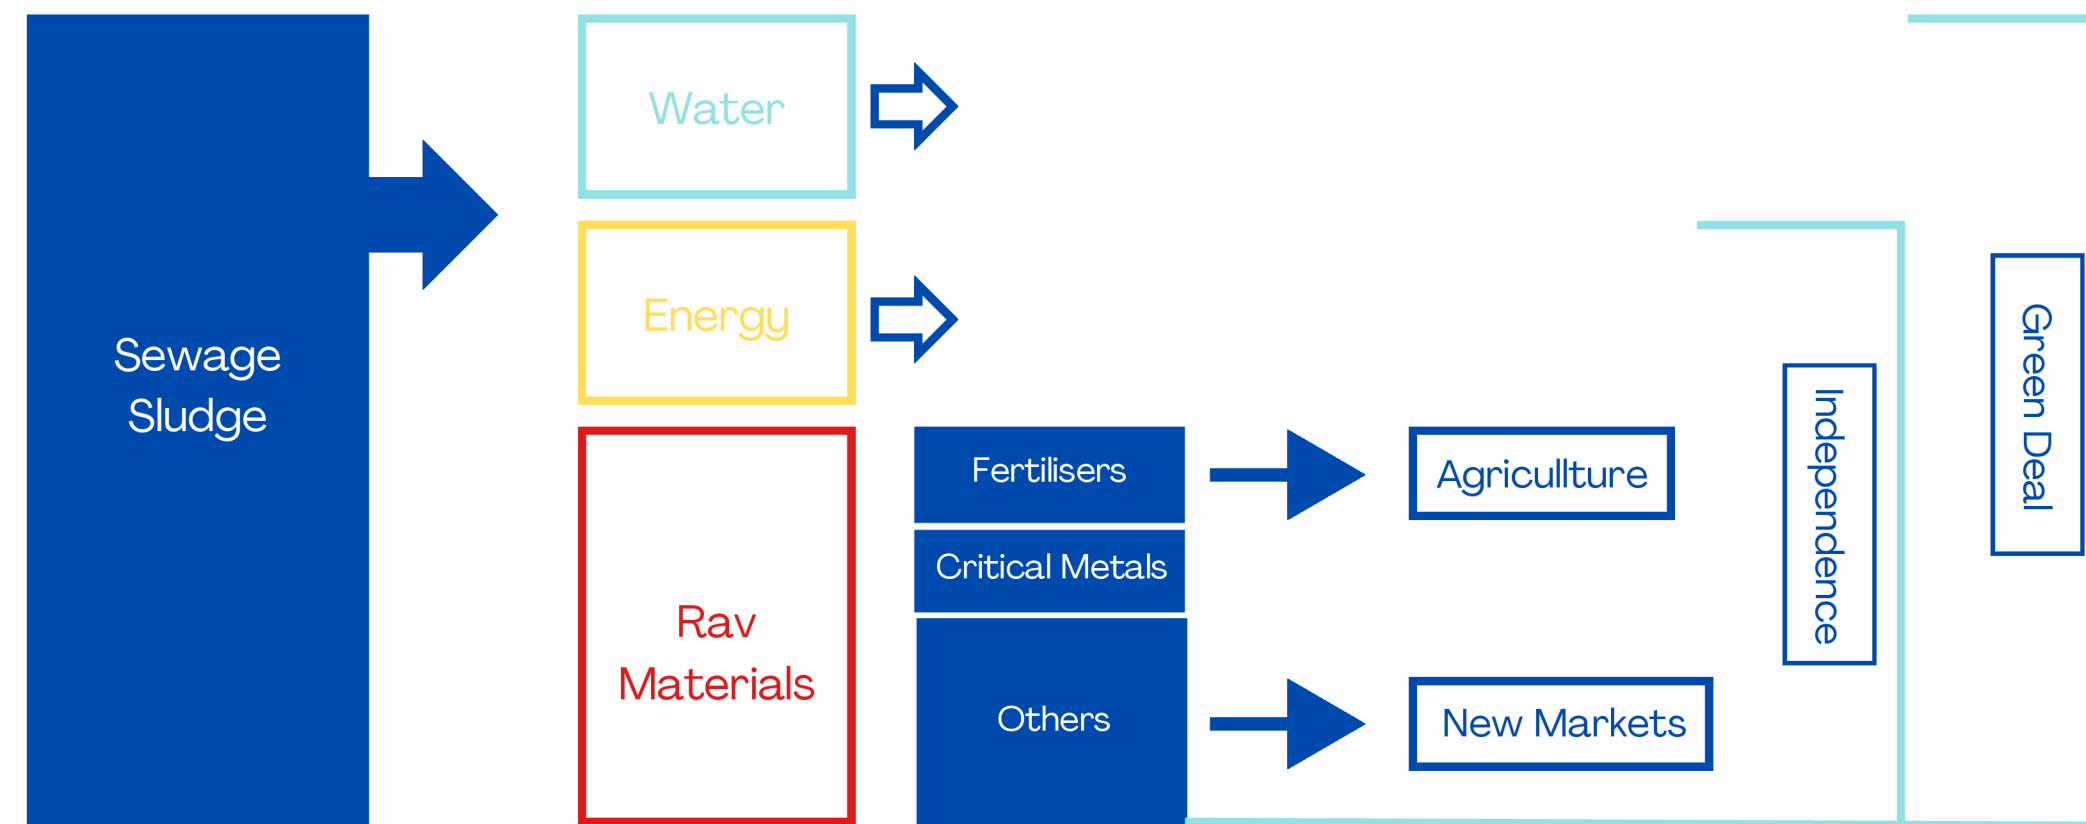 Sewage
Sludge
Water
Energy
Rav
Materials
Fertilisers
Critical Metals
Others
Agricullture
New Markets
Independence
Green Deal